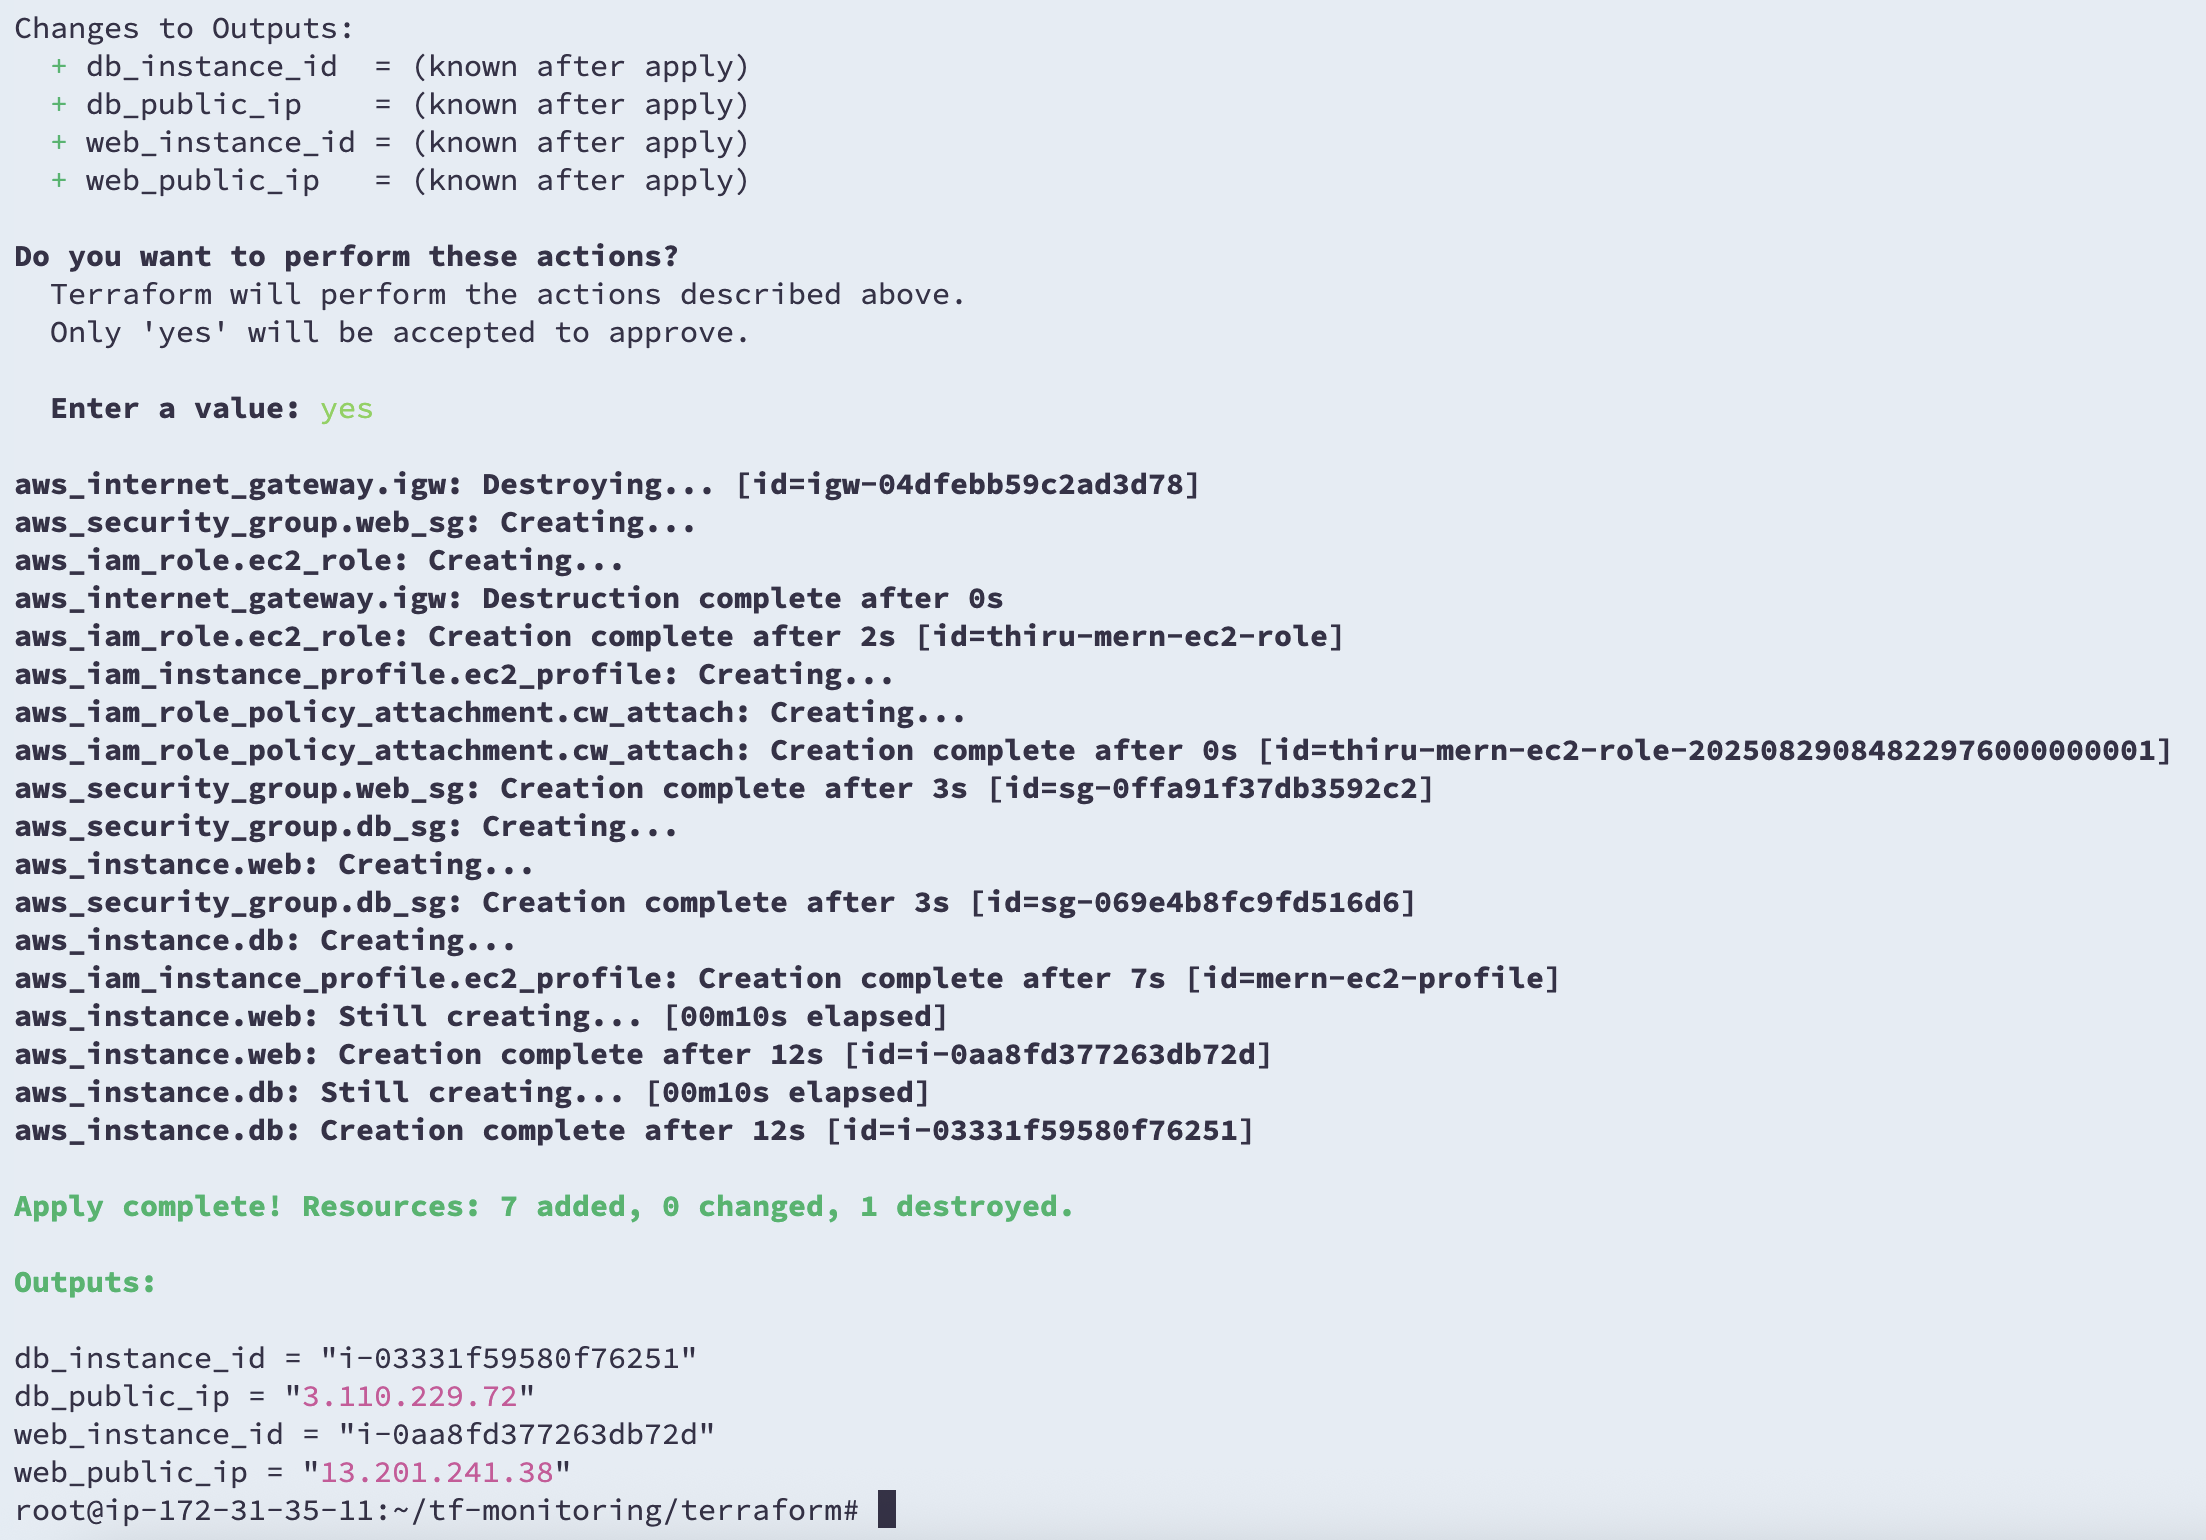 Changes to Outputs:
  + db_instance_id  = (known after apply)
  + db_public_ip    = (known after apply)
  + web_instance_id = (known after apply)
  + web_public_ip   = (known after apply)

Do you want to perform these actions?
  Terraform will perform the actions described above.
  Only 'yes' will be accepted to approve.

  Enter a value: yes

aws_internet_gateway.igw: Destroying... [id=igw-04dfebb59c2ad3d78]
aws_security_group.web_sg: Creating...
aws_iam_role.ec2_role: Creating...
aws_internet_gateway.igw: Destruction complete after 0s
aws_iam_role.ec2_role: Creation complete after 2s [id=thiru-mern-ec2-role]
aws_iam_instance_profile.ec2_profile: Creating...
aws_iam_role_policy_attachment.cw_attach: Creating...
aws_iam_role_policy_attachment.cw_attach: Creation complete after 0s [id=thiru-mern-ec2-role-20250829084822976000000001]
aws_security_group.web_sg: Creation complete after 3s [id=sg-0ffa91f37db3592c2]
aws_security_group.db_sg: Creating...
aws_instance.web: Creating...
aws_security_group.db_sg: Creation complete after 3s [id=sg-069e4b8fc9fd516d6]
aws_instance.db: Creating...
aws_iam_instance_profile.ec2_profile: Creation complete after 7s [id=mern-ec2-profile]
aws_instance.web: Still creating... [00m10s elapsed]
aws_instance.web: Creation complete after 12s [id=i-0aa8fd377263db72d]
aws_instance.db: Still creating... [00m10s elapsed]
aws_instance.db: Creation complete after 12s [id=i-03331f59580f76251]

Apply complete! Resources: 7 added, 0 changed, 1 destroyed.

Outputs:

db_instance_id = "i-03331f59580f76251"
db_public_ip = "3.110.229.72"
web_instance_id = "i-0aa8fd377263db72d"
web_public_ip = "13.201.241.38"
root@ip-172-31-35-11:~/tf-monitoring/terraform#